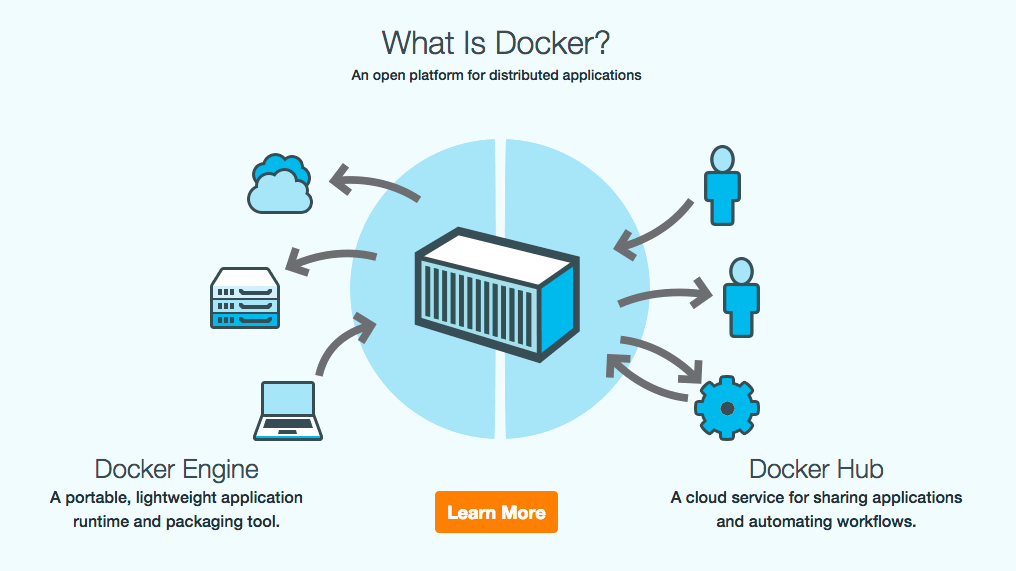 What Is Docker?
An open platform for distributed applications
Docker Engine
A portable, lightweight application
runtime and packaging tool.
Learn More
Docker Hub
A cloud service for sharing applications
and automating workflows.